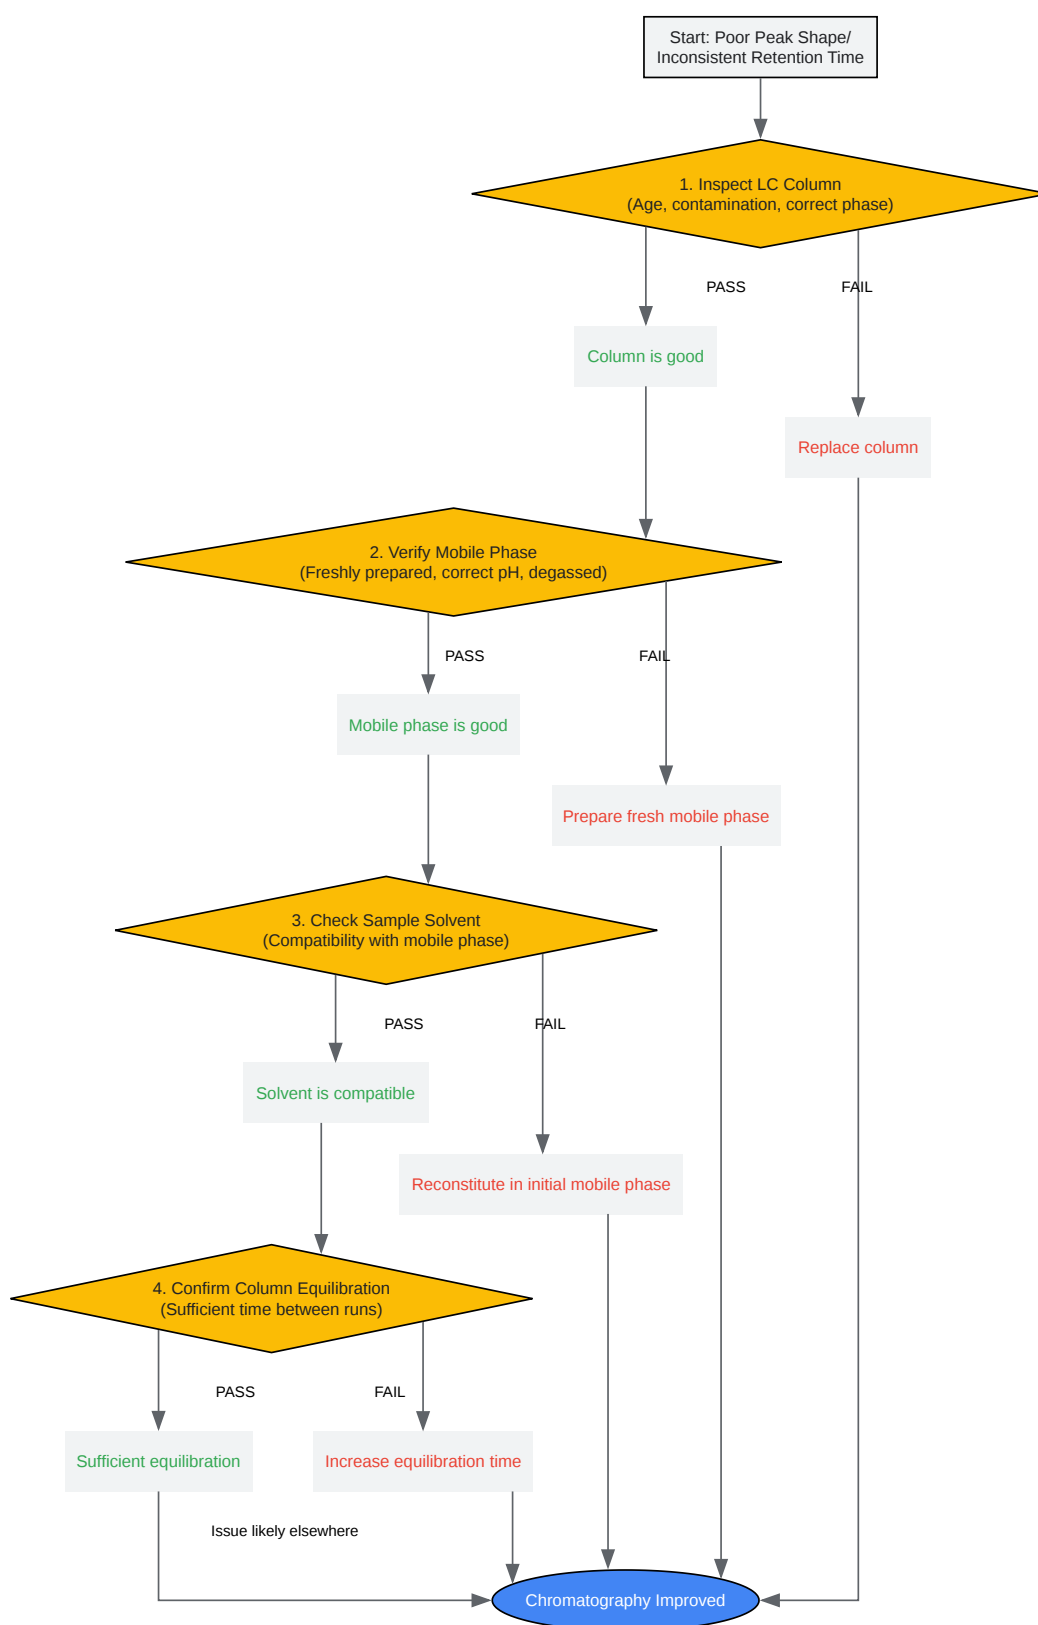 Start: Poor Peak Shape/
Inconsistent Retention Time
1. Inspect LC Column
(Age, contamination, correct phase)
PASS
FAIL
Column is good
Replace column
2. Verify Mobile Phase
(Freshly prepared, correct pH, degassed)
PASS
FAIL
Mobile phase is good
Prepare fresh mobile phase
3. Check Sample Solvent
(Compatibility with mobile phase)
PASS
FAIL
Solvent is compatible
Reconstitute in initial mobile phase
4. Confirm Column Equilibration
(Sufficient time between runs)
PASS
FAIL
Sufficient equilibration
Increase equilibration time
Issue likely elsewhere
Chromatography Improved